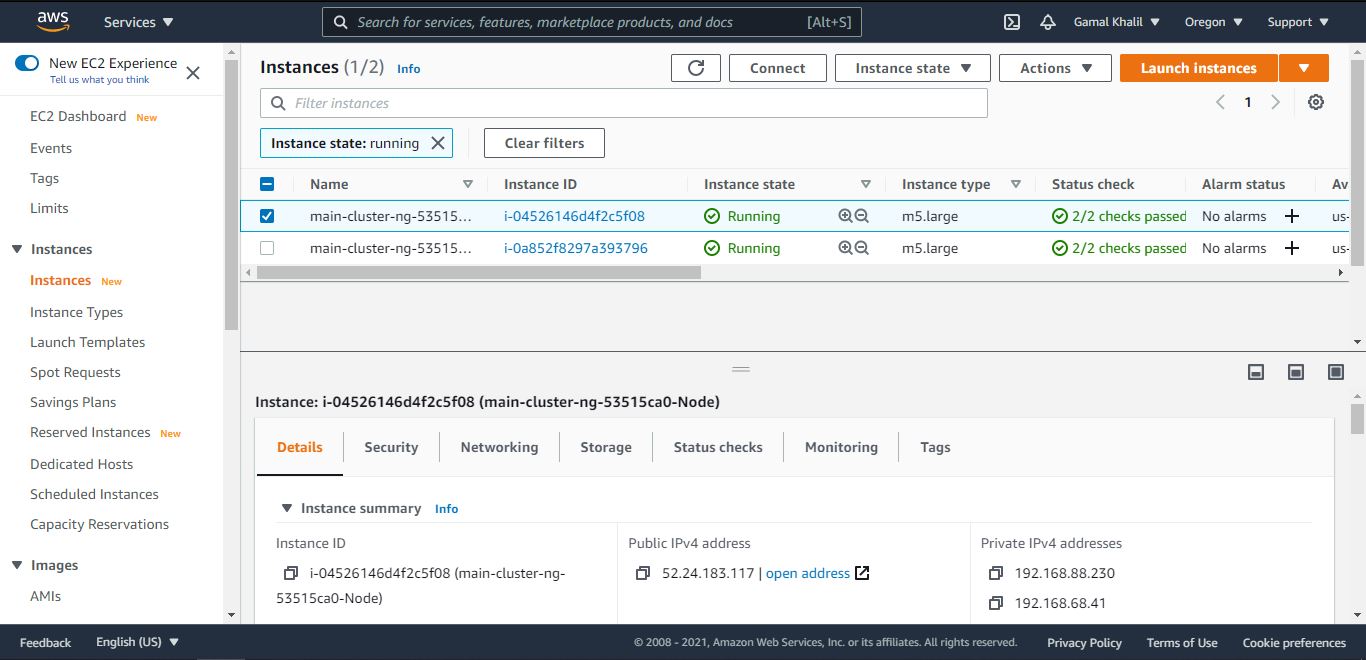 aws Services Search for services, features, marketplace products, and docs [Alt+S] Gamal Khalil Oregon Support
New EC2 Experience
Tell us what you think
EC2 Dashboard New
Events
Tags
Limits
Instances
Instances New
Instance Types
Launch Templates
Spot Requests
Savings Plans
Reserved Instances New
Dedicated Hosts
Scheduled Instances
Capacity Reservations
Images
AMIs
Instances (1/2) Info Connect Instance state Actions Launch instances
Filter instances 1
Instance state: running Clear filters
Name Instance ID Instance state Instance type Status check Alarm status Av
main-cluster-ng-53515... i-04526146d4f2c5f08 Running m5.large 2/2 checks passed No alarms us-
main-cluster-ng-53515... i-0a852f8297a393796 Running m5.large 2/2 checks passed No alarms us-
Instance: i-04526146d4f2c5f08 (main-cluster-ng-53515ca0-Node)
Details Security Networking Storage Status checks Monitoring Tags
Instance summary Info
Instance ID
i-04526146d4f2c5f08 (main-cluster-ng-
53515ca0-Node)
Public IPv4 address
52.24.183.117 | open address
Private IPv4 addresses
192.168.88.230
192.168.68.41
Feedback English (US) © 2008 - 2021, Amazon Web Services, Inc. or its affiliates. All rights reserved. Privacy Policy Terms of Use Cookie preferences